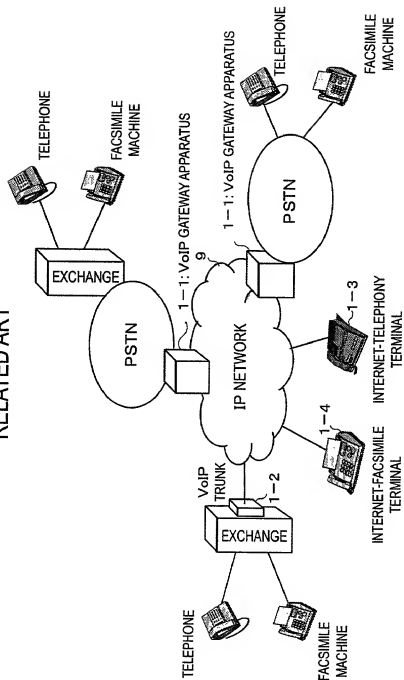 RELATED ART
TELEPHONE
FACSIMILE
MACHINE
EXCHANGE
PSTN
1-1: VoIP GATEWAY APPARATUS
1-1: VoIP GATEWAY APPARATUS
9
PSTN
TELEPHONE
FACSIMILE
MACHINE
IP NETWORK
VoIP
TRUNK
1-2
EXCHANGE
TELEPHONE
FACSIMILE
MACHINE
1-4
INTERNET-FACSIMILE
TERMINAL
1-3
INTERNET-TELEPHONY
TERMINAL